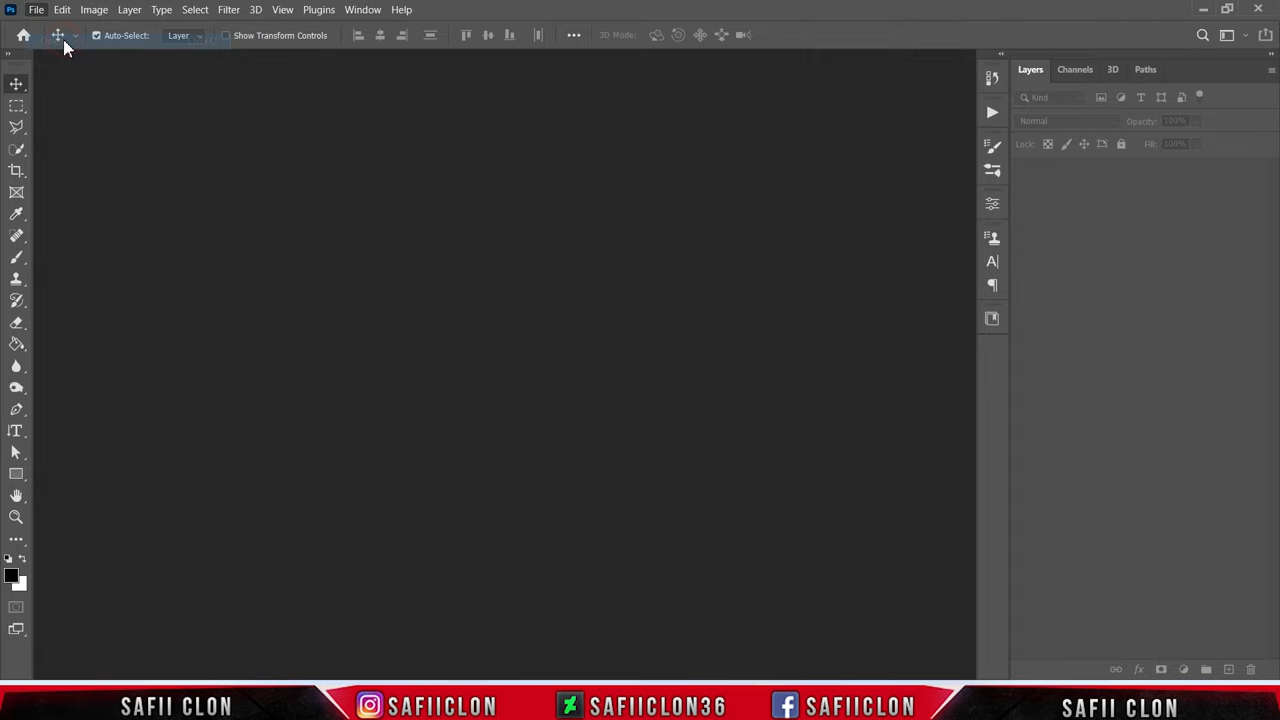 Ps File Edit Image Layer Type Select Filter 3D View Plugins Window Help
Auto-Select: Layer Show Transform Controls 3D Mode:
Layers Channels 3D Paths
Kind
Normal Opacity: 100%
Lock: Fill: 100%
SAFII CLON SAFIICLON SAFIICLON36 SAFIICLON SAFII CLON